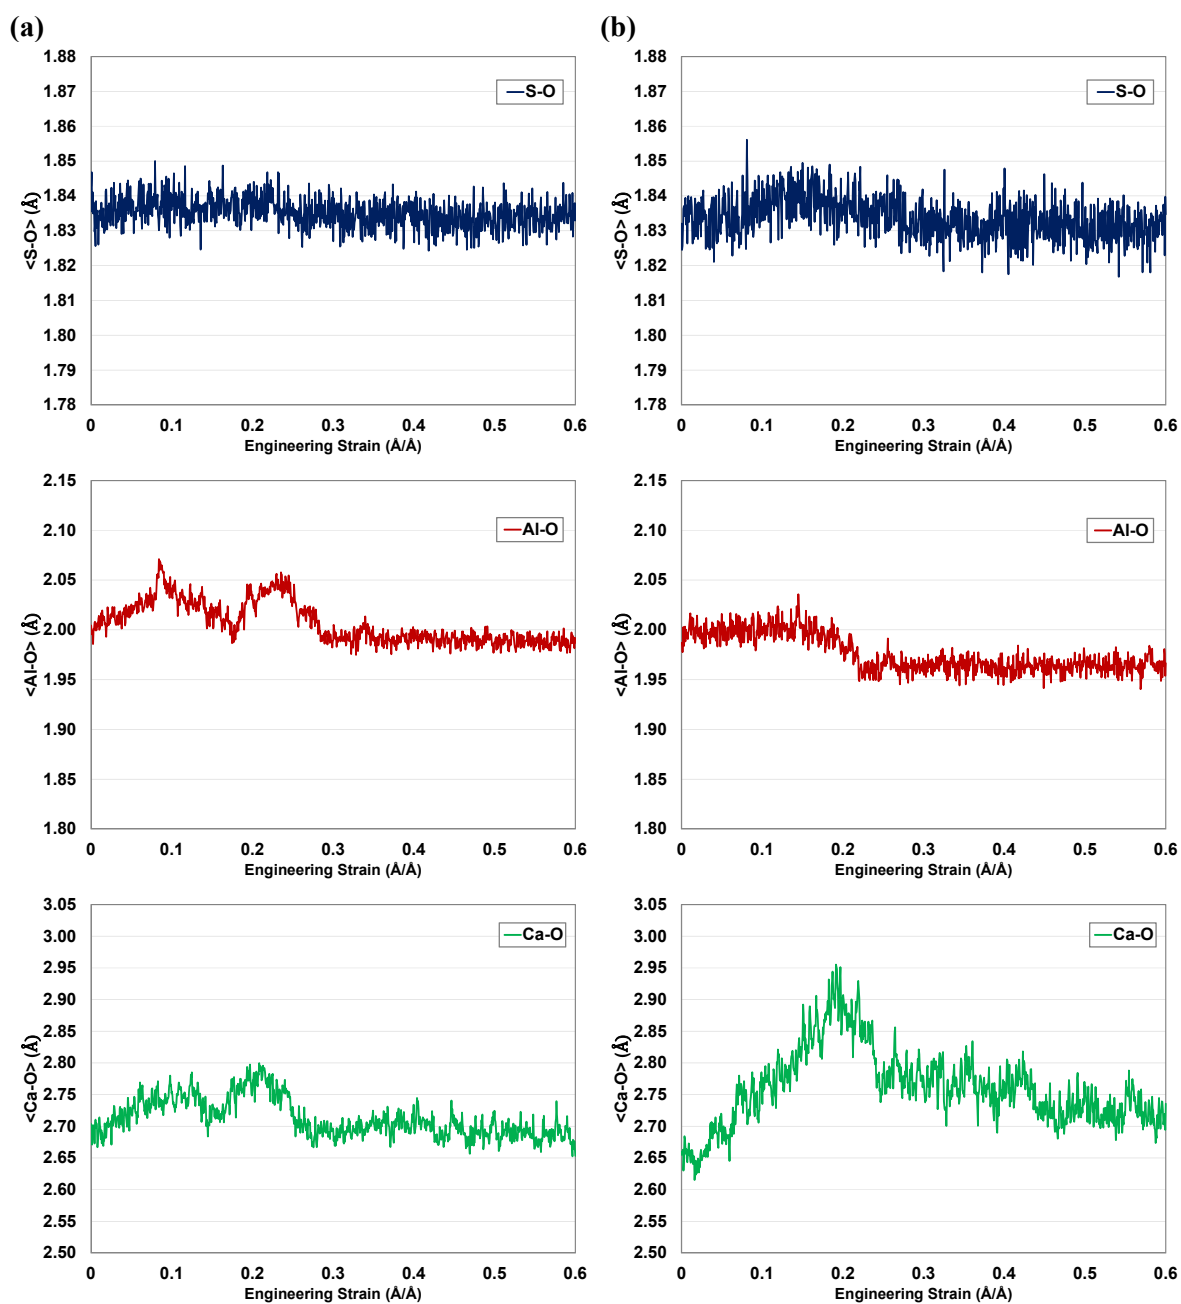 (a)
1.88
1.87
1.86
1.85
1.84
1.83
1.82
1.81
1.80
1.79
1.78
<S-O> (Å)
S-O
0 0.1 0.2 0.3 0.4 0.5 0.6
Engineering Strain (Å/Å)
2.15
2.10
2.05
2.00
1.95
1.90
1.85
1.80
<Al-O> (Å)
Al-O
0 0.1 0.2 0.3 0.4 0.5 0.6
Engineering Strain (Å/Å)
3.05
3.00
2.95
2.90
2.85
2.80
2.75
2.70
2.65
2.60
2.55
2.50
<Ca-O> (Å)
Ca-O
0 0.1 0.2 0.3 0.4 0.5 0.6
Engineering Strain (Å/Å)
(b)
1.88
1.87
1.86
1.85
1.84
1.83
1.82
1.81
1.80
1.79
1.78
<S-O> (Å)
S-O
0 0.1 0.2 0.3 0.4 0.5 0.6
Engineering Strain (Å/Å)
2.15
2.10
2.05
2.00
1.95
1.90
1.85
1.80
<Al-O> (Å)
Al-O
0 0.1 0.2 0.3 0.4 0.5 0.6
Engineering Strain (Å/Å)
3.05
3.00
2.95
2.90
2.85
2.80
2.75
2.70
2.65
2.60
2.55
2.50
<Ca-O> (Å)
Ca-O
0 0.1 0.2 0.3 0.4 0.5 0.6
Engineering Strain (Å/Å)